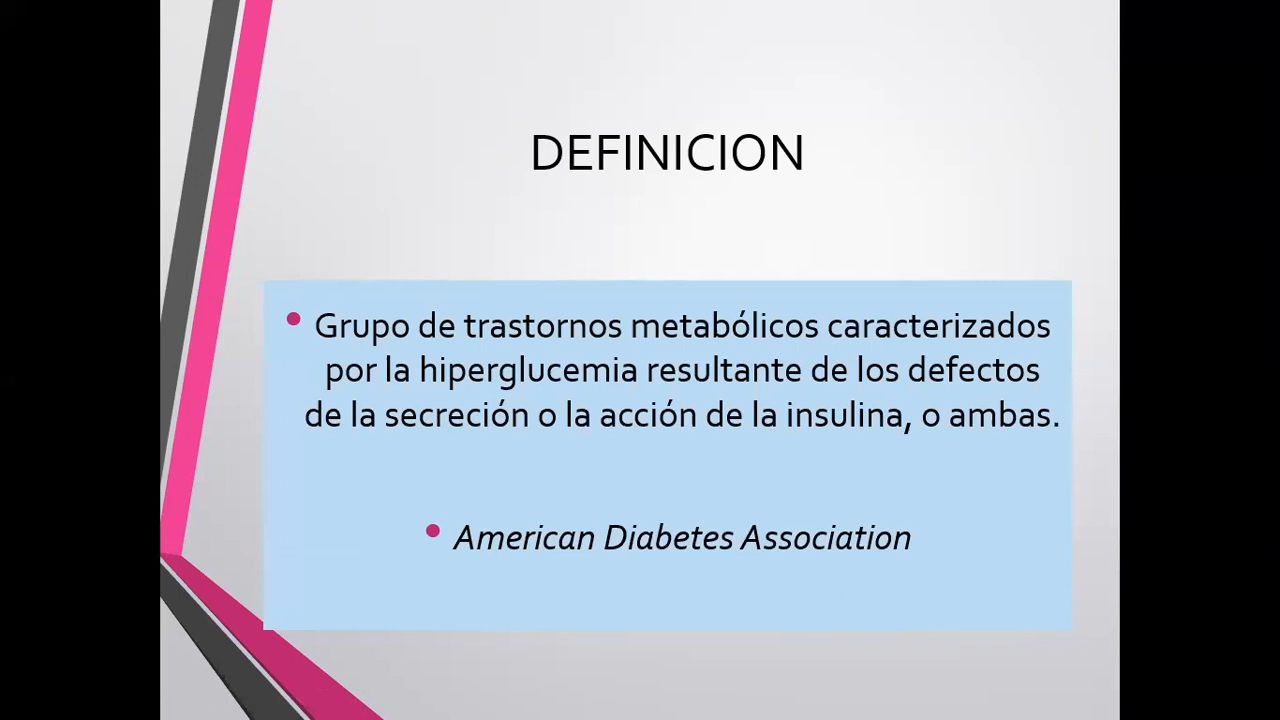 DEFINICION
• Grupo de trastornos metabólicos caracterizados
por la hiperglucemia resultante de los defectos
de la secreción o la acción de la insulina, o ambas.
• American Diabetes Association